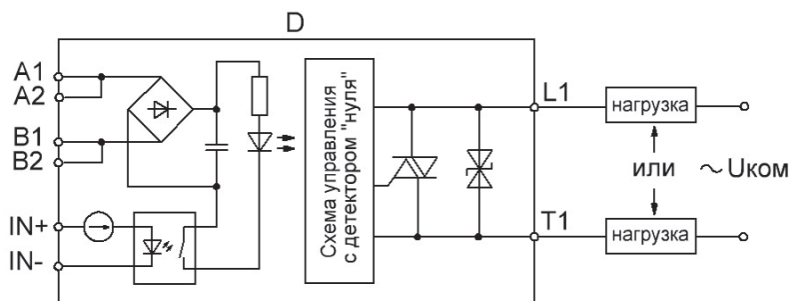 D
A1
A2
B1
B2
IN+
IN-
Схема управления
с детектором "нуля"
L1
нагрузка
или
~ Uком
T1
нагрузка